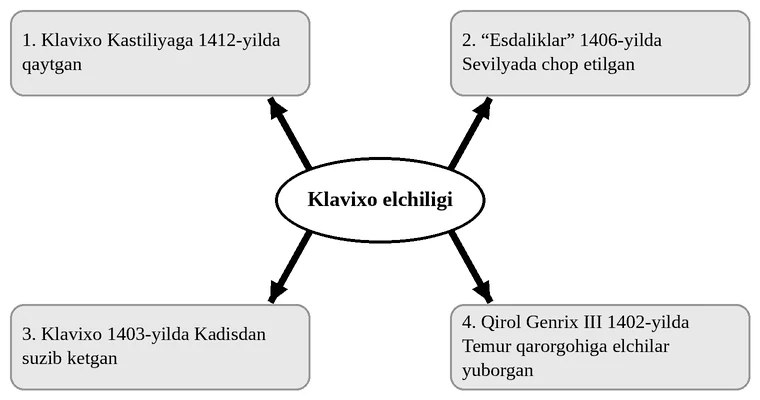 1. Klavixo Kastiliyaga 1412-yilda
qaytgan
2. “Esdaliklar” 1406-yilda
Sevilyada chop etilgan
Klavixo elchiligi
3. Klavixo 1403-yilda Kadisdan
suzib ketgan
4. Qirol Genrix III 1402-yilda
Temur qarorgohiga elchilar
yuborgan